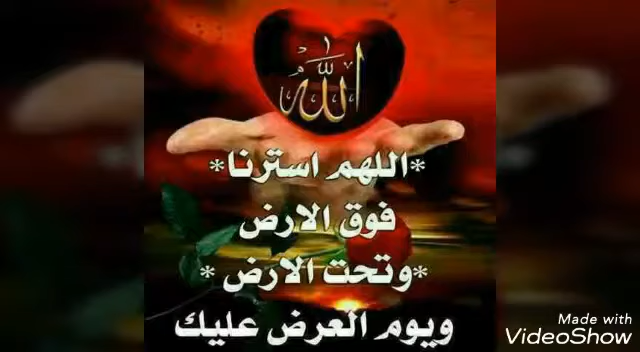 الله
*اللهم استرنا*
فوق الارض
*وتحت الارض*
ويوم العرض عليك
Made with
VideoShow